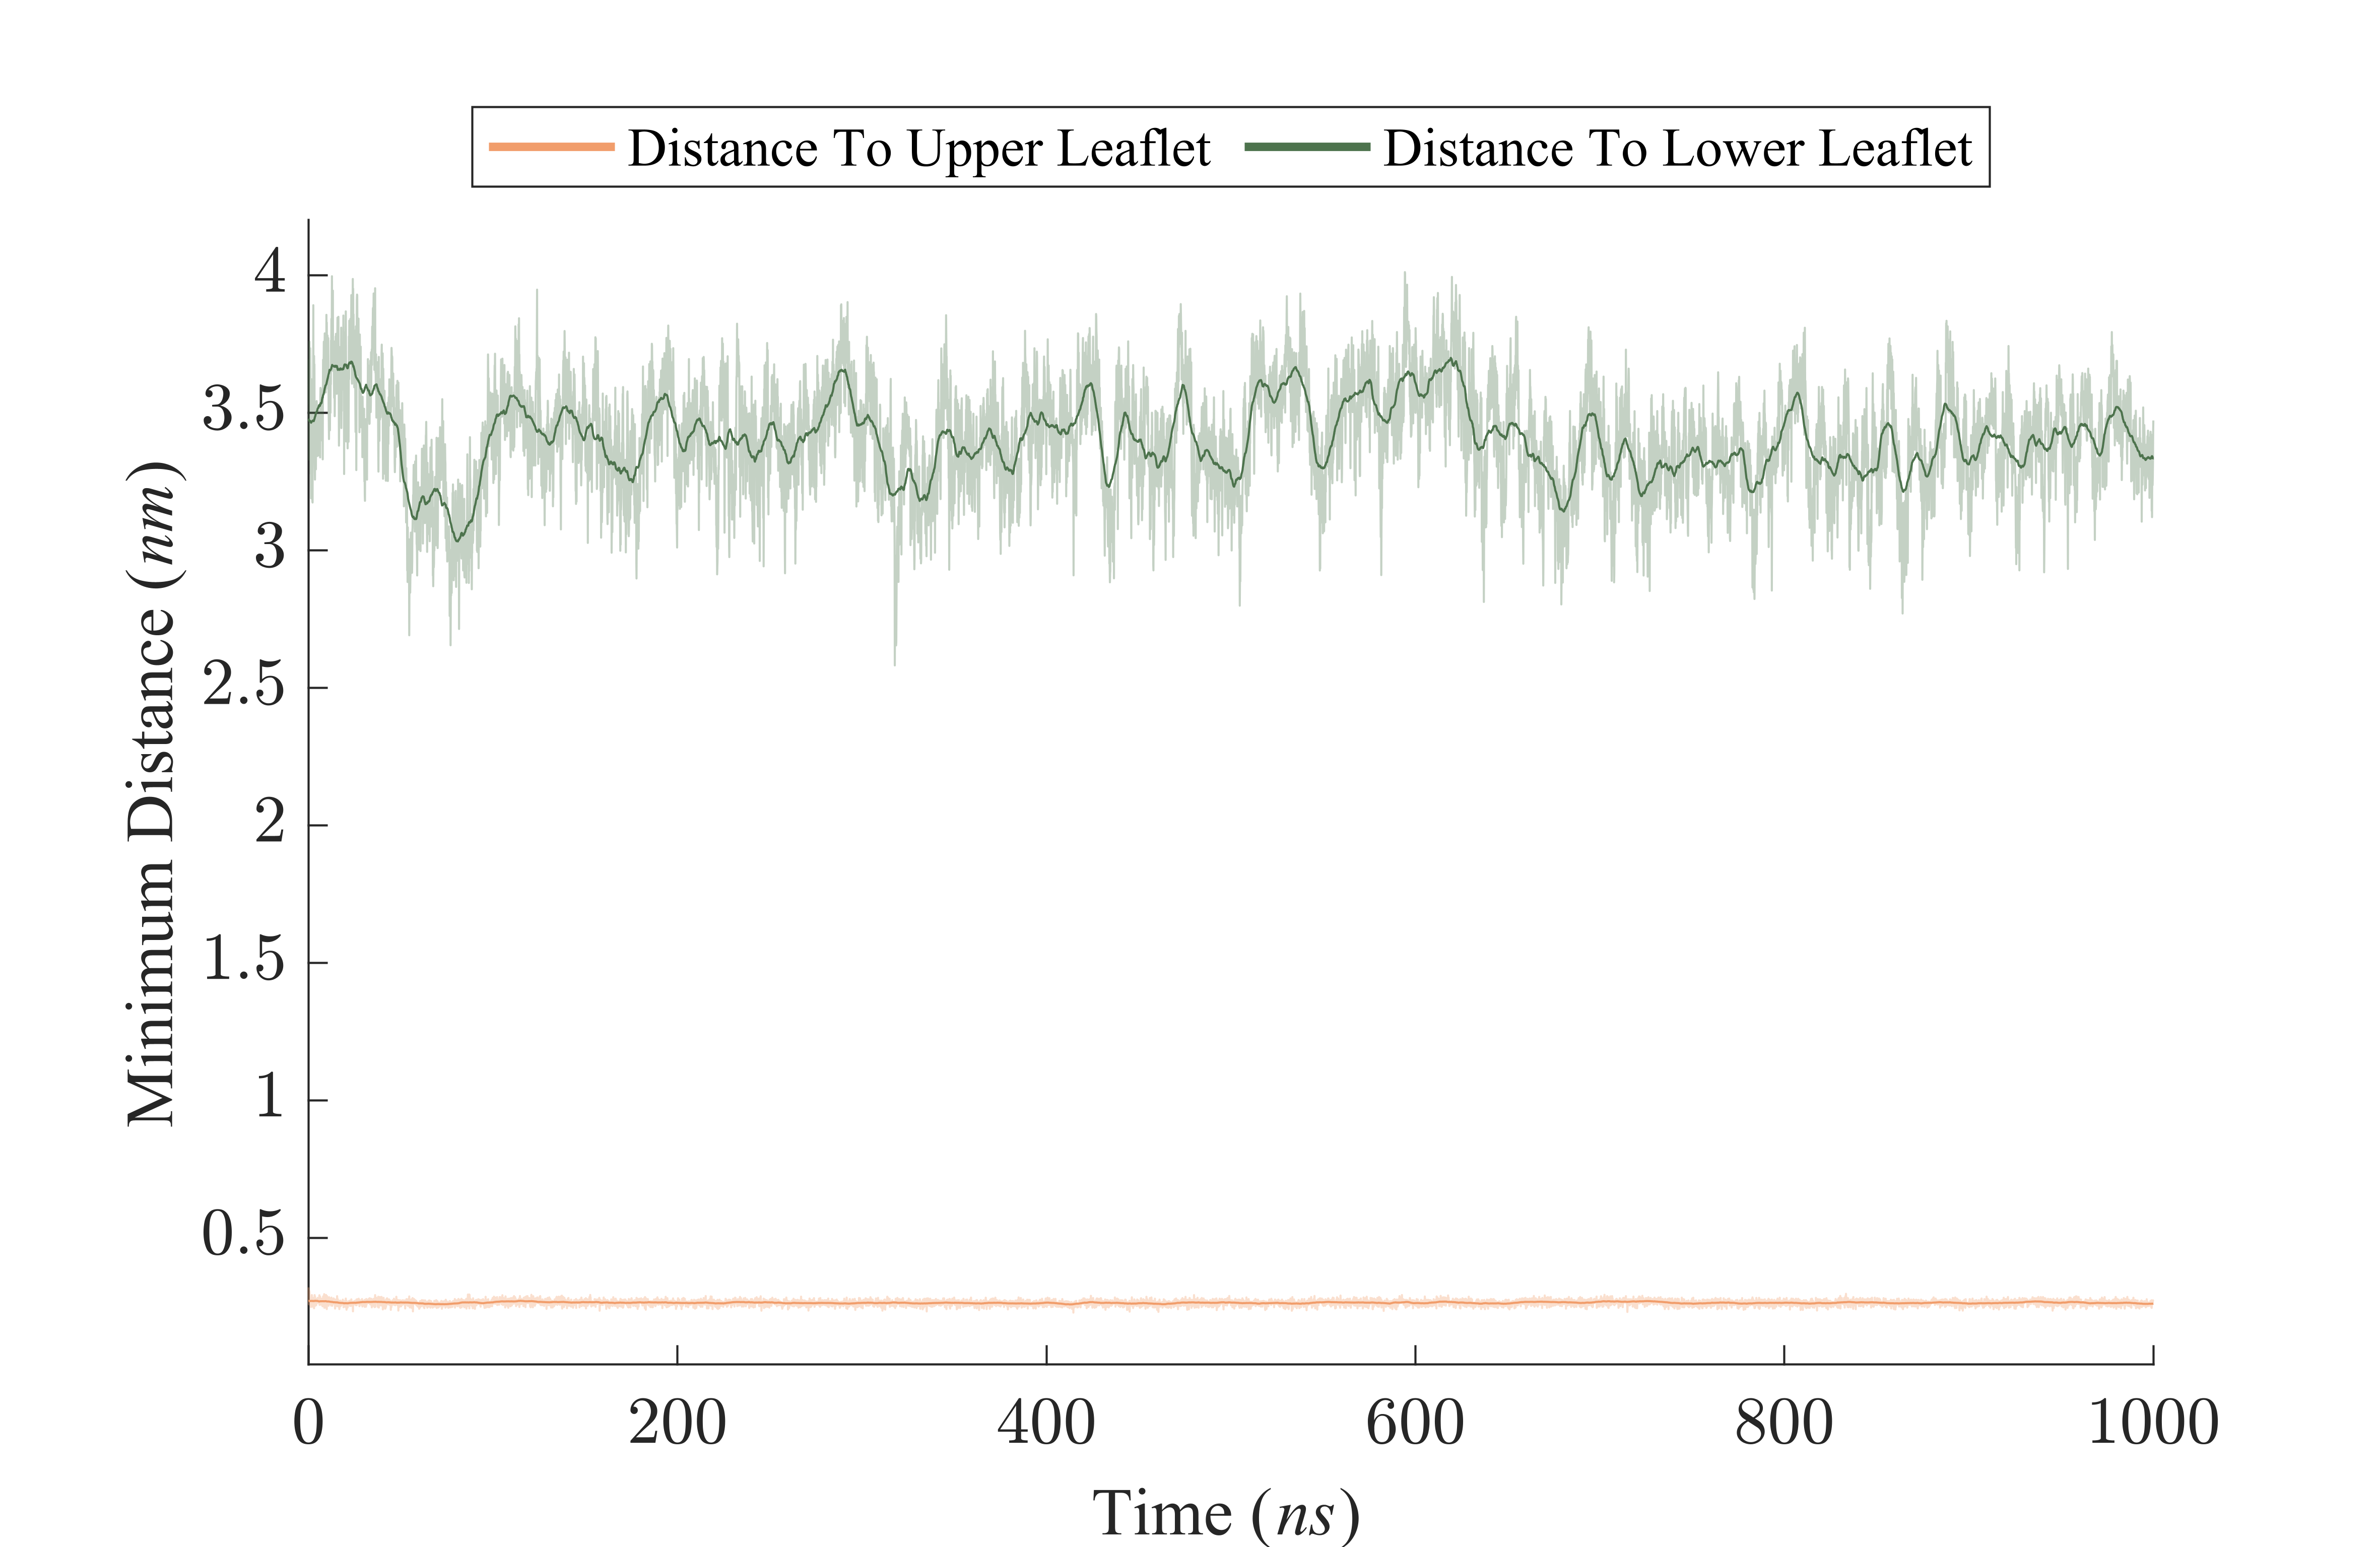 Distance To Upper Leaflet Distance To Lower Leaflet
4
3.5
3
2.5
2
1.5
1
0.5
Minimum Distance (nm)
0 200 400 600 800 1000
Time (ns)